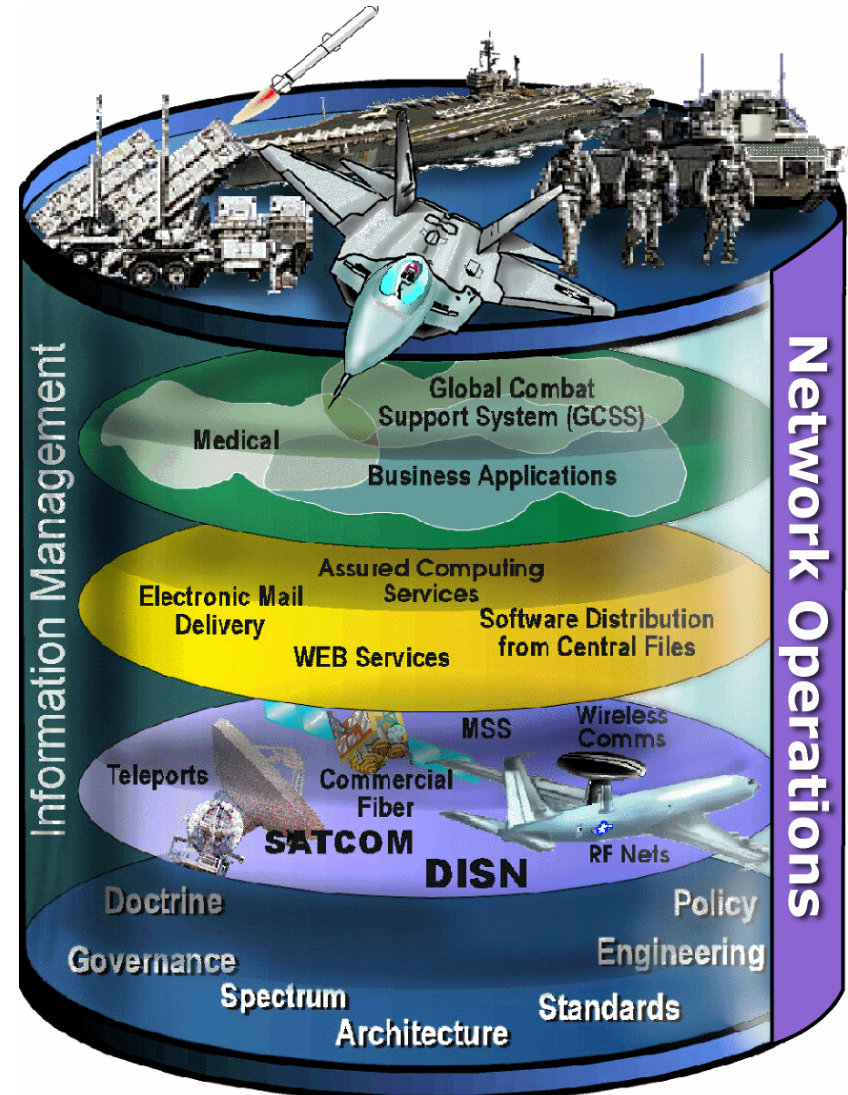 Information Management
Network Operations
Global Combat
Support System (GCSS)
Medical
Business Applications
Assured Computing
Services
Electronic Mail
Delivery
Software Distribution
from Central Files
WEB Services
MSS
Wireless
Comms
Teleports
Commercial
Fiber
SATCOM
DISN
RF Nets
Doctrine
Policy
Governance
Engineering
Spectrum
Standards
Architecture